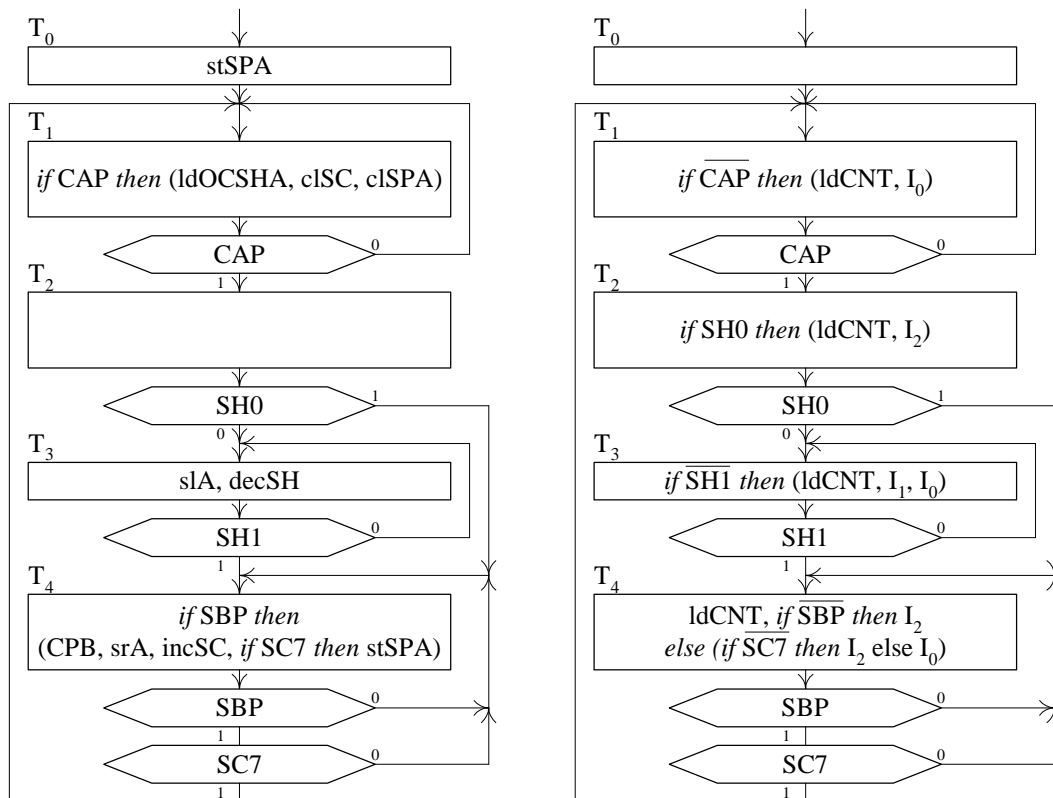 T₀
stSPA
T₁
if CAP then (ldOCSHA, clSC, clSPA)
CAP
0
1
T₂
SH0
1
0
T₃
slA, decSH
SH1
0
1
T₄
if SBP then
(CPB, srA, incSC, if SC7 then stSPA)
SBP
0
1
SC7
0
1
T₀
T₁
if C̅A̅P̅ then (ldCNT, I₀)
CAP
0
1
T₂
if SH0 then (ldCNT, I₂)
SH0
1
0
T₃
if S̅H̅1̅ then (ldCNT, I₁, I₀)
SH1
0
1
T₄
ldCNT, if S̅B̅P̅ then I₂
else (if S̅C̅7̅ then I₂ else I₀)
SBP
0
1
SC7
0
1